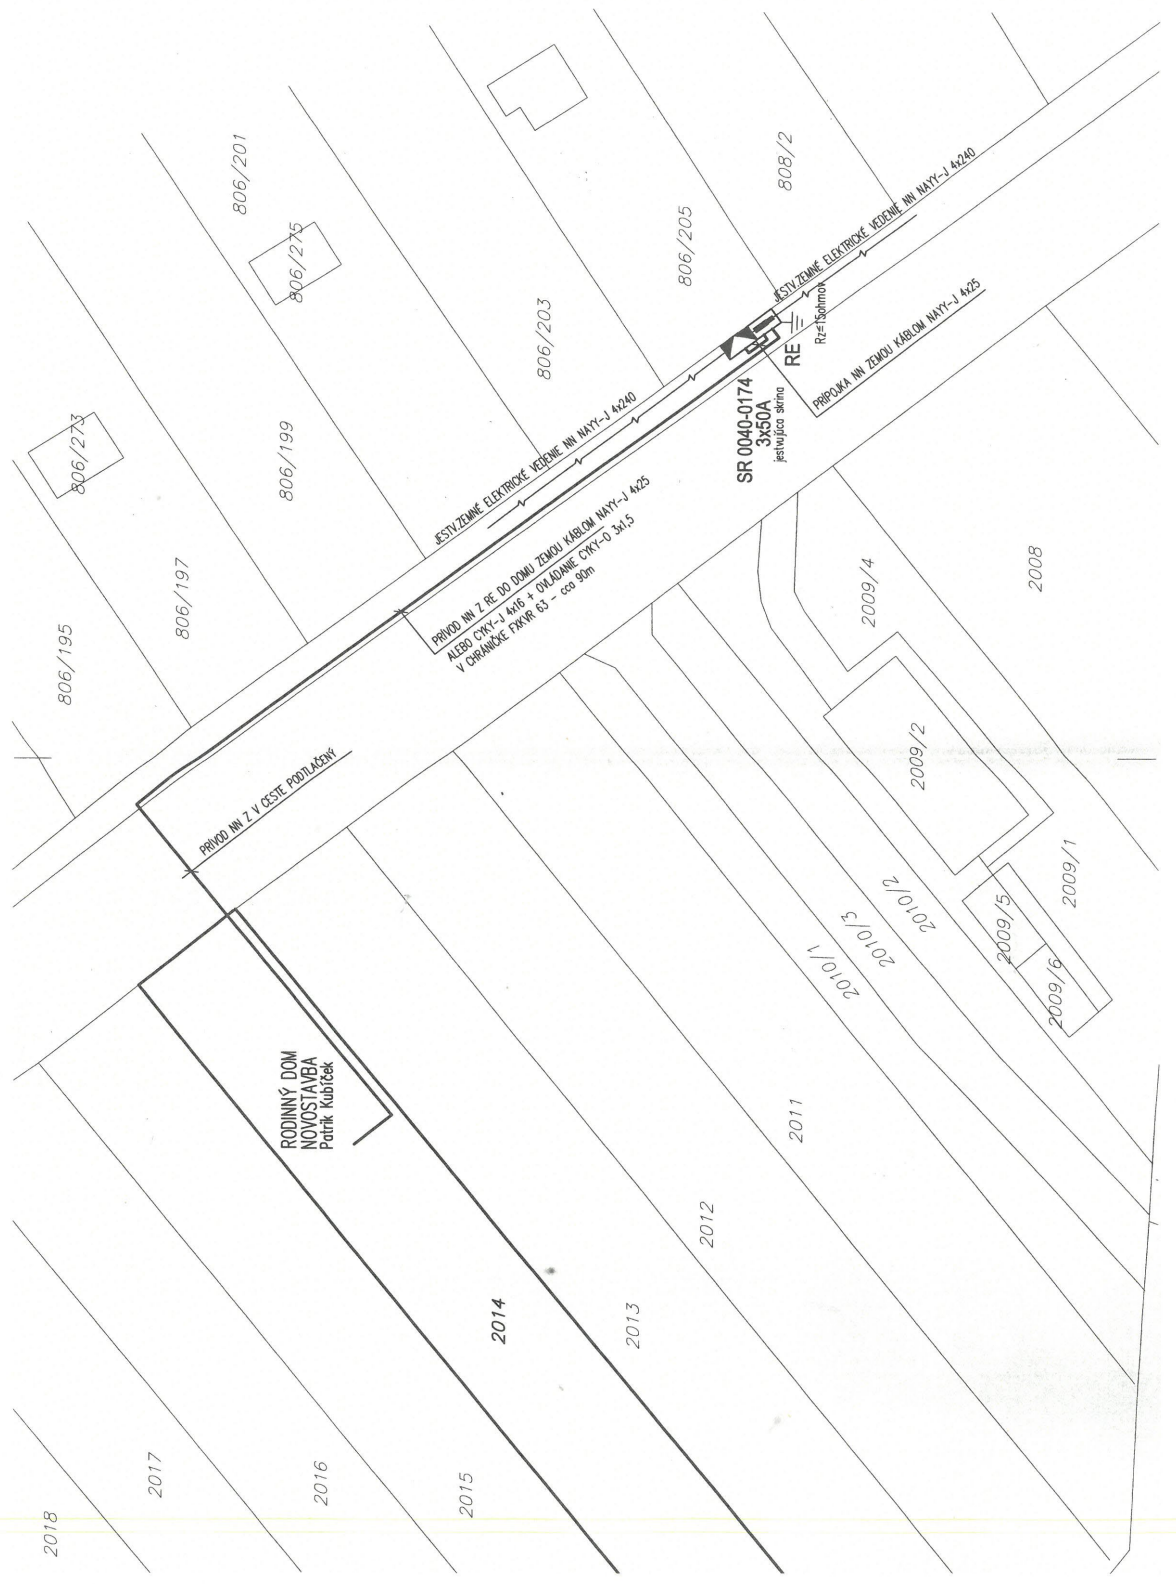 806/195
806/197
806/273
806/199
806/201
806/275
806/203
806/205
808/2
JESTV.ZEMNÉ ELEKTRICKÉ VEDENIE NN NAYY-J 4x240
JESTV.ZEMNÉ ELEKTRICKÉ VEDENIE NN NAYY-J 4x240
RE
Rz=15ohmov
SR 0040-0174
3x50A
jestvujúca skriňa
PRÍPOJKA NN ZEMOU KÁBLOM NAYY-J 4x25
PRÍVOD NN Z RE DO DOMU ZEMOU KÁBLOM NAYY-J 4x25
ALEBO CYKY-J 4x16 + OVLÁDANIE CYKY-O 3x1,5
V CHRÁNIČKE FXKVR 63 - cca 90m
PRÍVOD NN Z V CESTE PODTLAČENÝ
RODINNÝ DOM
NOVOSTAVBA
Patrik Kubíček
2018
2017
2016
2015
2014
2013
2012
2011
2010/1
2010/3
2010/2
2009/6
2009/5
2009/1
2009/2
2009/4
2008